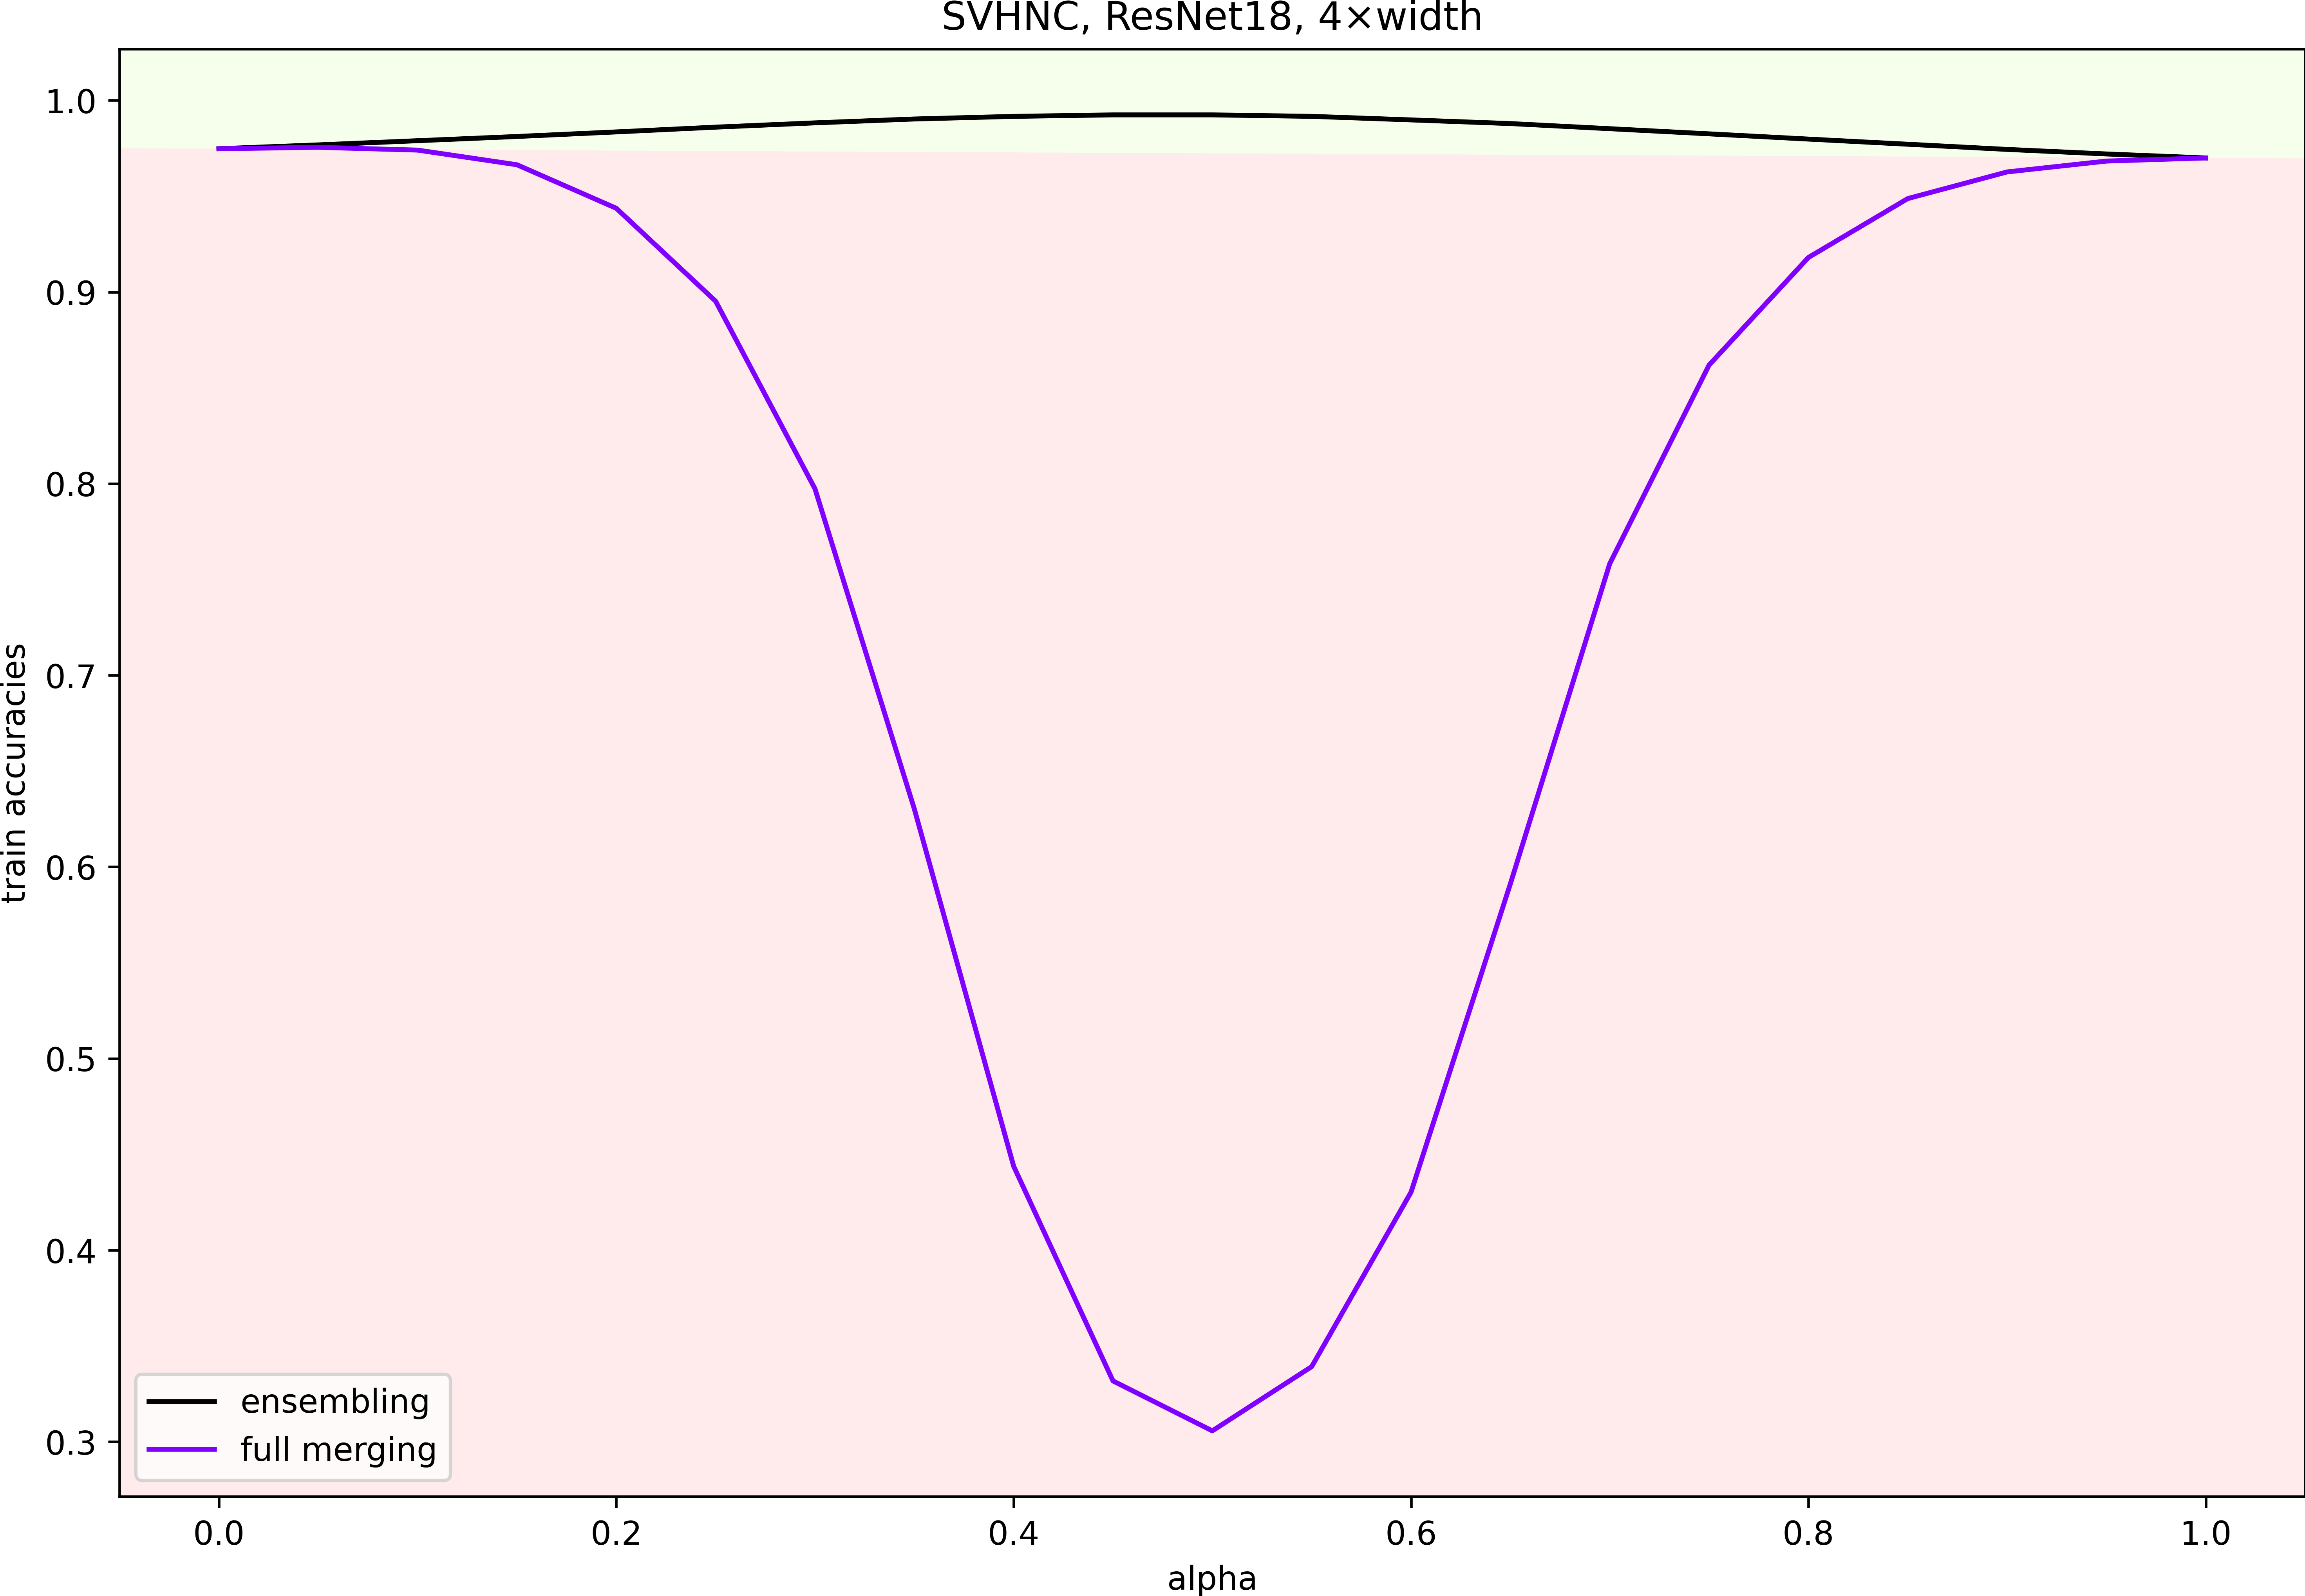 SVHNC, ResNet18, 4×width
train accuracies
1.0
0.9
0.8
0.7
0.6
0.5
0.4
0.3
ensembling
full merging
0.0 0.2 0.4 0.6 0.8 1.0
alpha